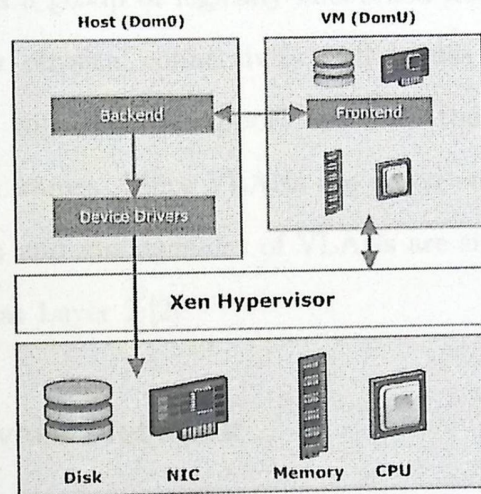 Host (Dom0)
VM (DomU)
Backend
Frontend
Device Drivers
Xen Hypervisor
Disk
NIC
Memory
CPU